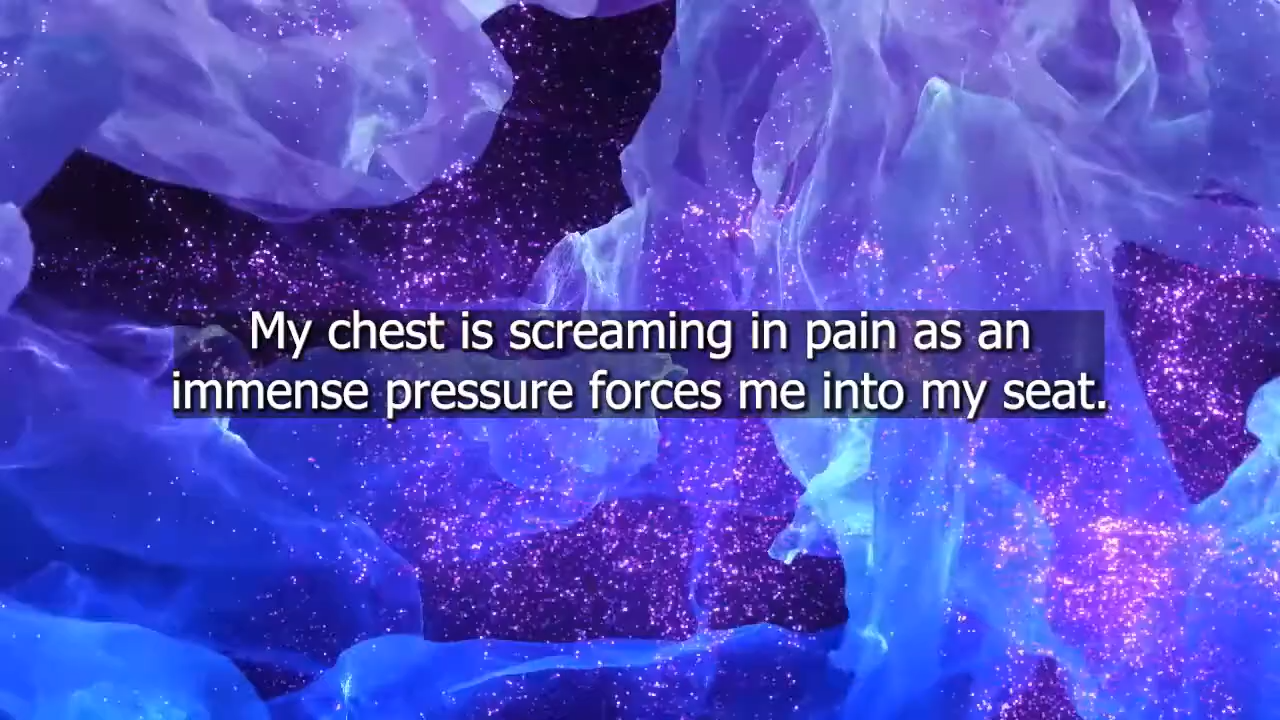 My chest is screaming in pain as an
immense pressure forces me into my seat.